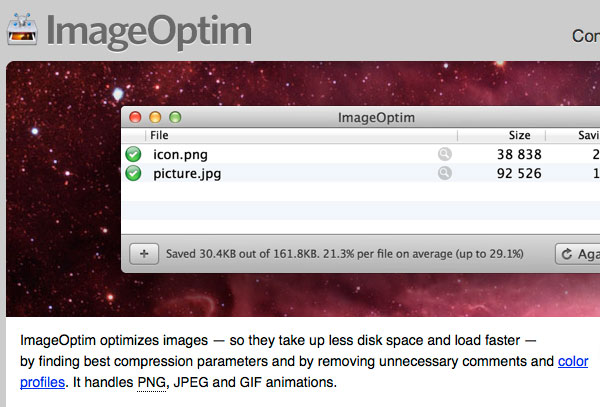 ImageOptim
Con
ImageOptim
File Size Savi
icon.png 38 838 2
picture.jpg 92 526 1
+ Saved 30.4KB out of 161.8KB. 21.3% per file on average (up to 29.1%) Aga
ImageOptim optimizes images — so they take up less disk space and load faster —
by finding best compression parameters and by removing unnecessary comments and color
profiles. It handles PNG, JPEG and GIF animations.